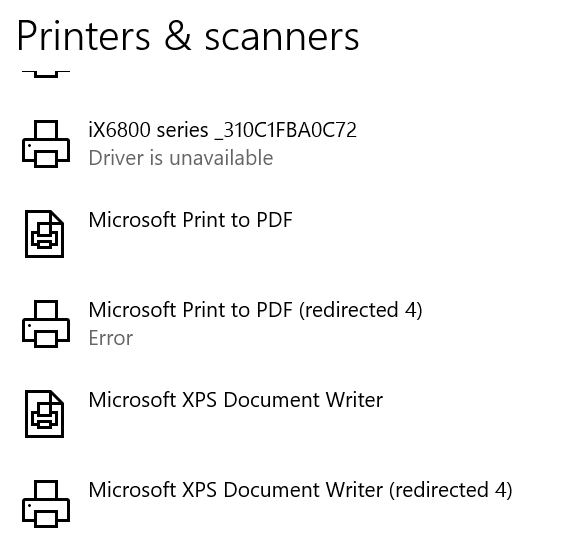 Printers & scanners
iX6800 series _310C1FBA0C72
Driver is unavailable
Microsoft Print to PDF
Microsoft Print to PDF (redirected 4)
Error
Microsoft XPS Document Writer
Microsoft XPS Document Writer (redirected 4)